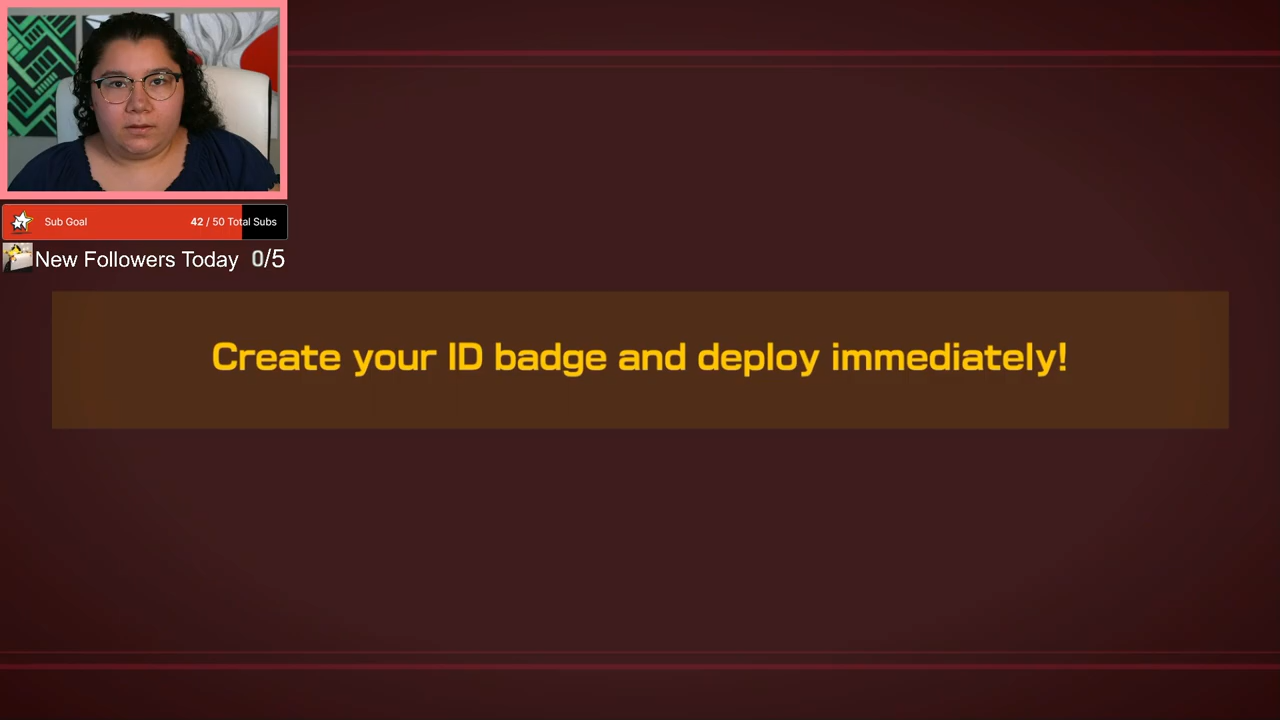 Sub Goal 42 / 50 Total Subs
New Followers Today 0/5
Create your ID badge and deploy immediately!